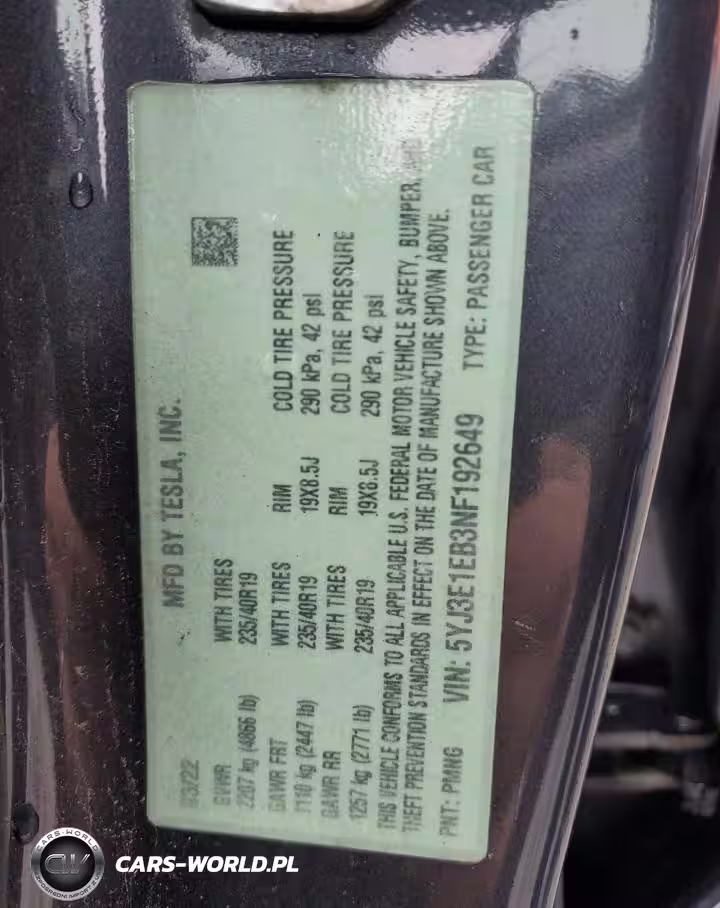 MFD BY TESLA, INC.
03/22
GVWR WITH TIRES
2207 kg (4866 lb) 235/40R19
GAWR FRT WITH TIRES RIM COLD TIRE PRESSURE
1110 kg (2447 lb) 235/40R19 19X8.5J 290 kPa, 42 psi
GAWR RR WITH TIRES RIM COLD TIRE PRESSURE
1257 kg (2771 lb) 235/40R19 19X8.5J 290 kPa, 42 psi
THIS VEHICLE CONFORMS TO ALL APPLICABLE U.S. FEDERAL MOTOR VEHICLE SAFETY, BUMPER, AND
THEFT PREVENTION STANDARDS IN EFFECT ON THE DATE OF MANUFACTURE SHOWN ABOVE.
PNT: PMNG VIN: 5YJ3E1EB3NF192649 TYPE: PASSENGER CAR
CARS-WORLD
CW
CARS-WORLD.PL